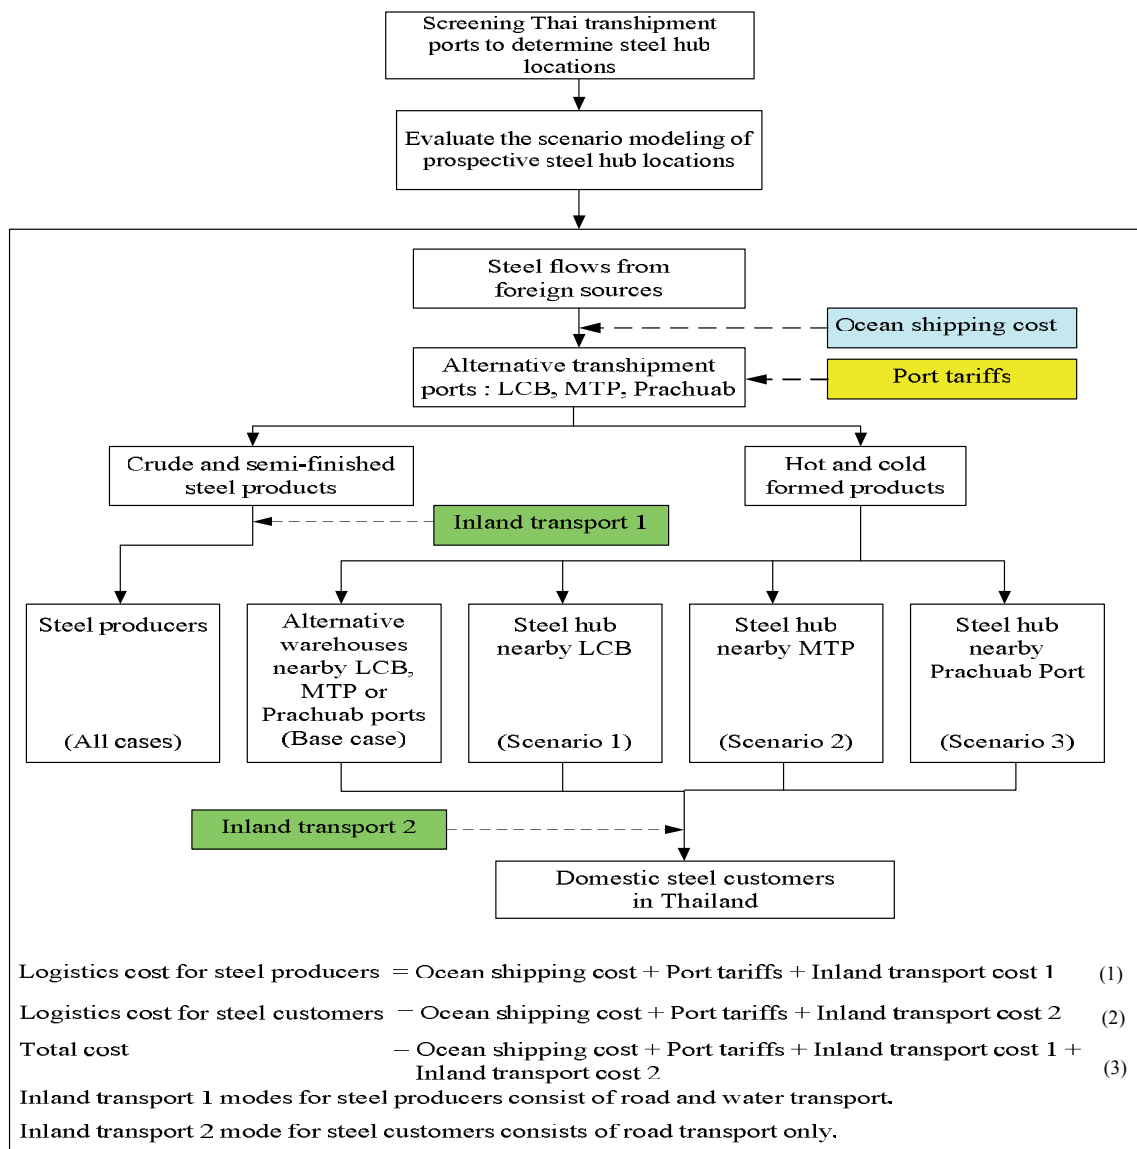 Screening Thai transhipment
ports to determine steel hub
locations
Evaluate the scenario modeling of
prospective steel hub locations
Steel flows from
foreign sources
Ocean shipping cost
Alternative transhipment
ports : LCB, MTP, Prachuab
Port tariffs
Crude and semi-finished
steel products
Hot and cold
formed products
Inland transport 1
Steel producers
(All cases)
Alternative
warehouses
nearby LCB,
MTP or
Prachuab ports
(Base case)
Steel hub
nearby LCB
(Scenario 1)
Steel hub
nearby MTP
(Scenario 2)
Steel hub
nearby
Prachuab Port
(Scenario 3)
Inland transport 2
Domestic steel customers
in Thailand
Logistics cost for steel producers = Ocean shipping cost + Port tariffs + Inland transport cost 1 (1)
Logistics cost for steel customers = Ocean shipping cost + Port tariffs + Inland transport cost 2 (2)
Total cost = Ocean shipping cost + Port tariffs + Inland transport cost 1 +
Inland transport cost 2 (3)
Inland transport 1 modes for steel producers consist of road and water transport.
Inland transport 2 mode for steel customers consists of road transport only.